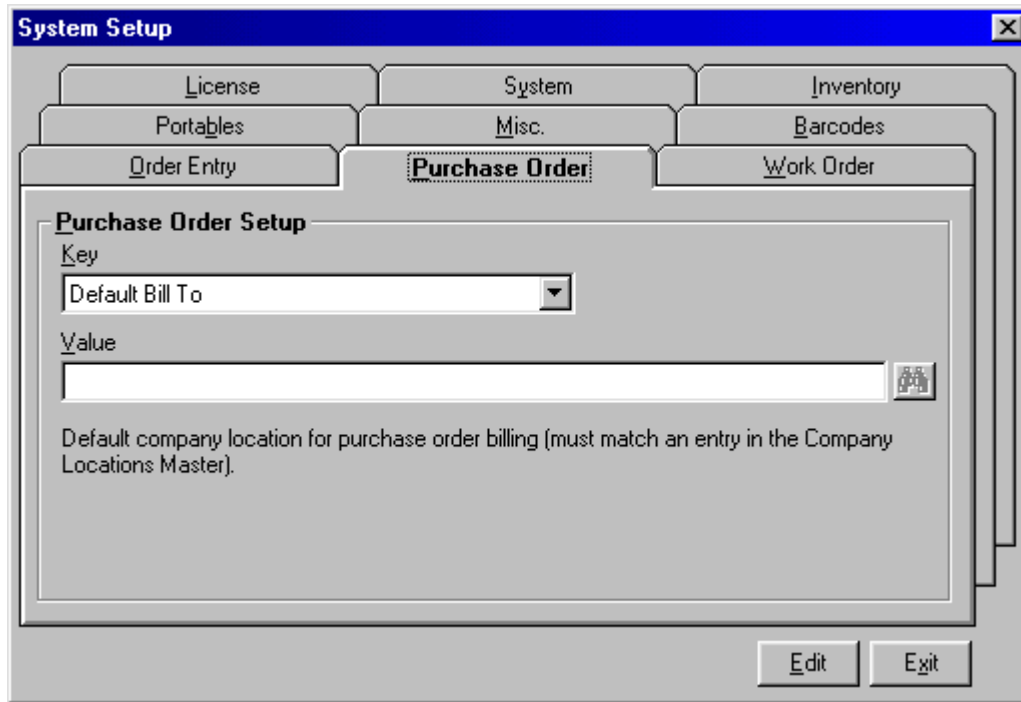 System Setup
License System Inventory
Portables Misc. Barcodes
Order Entry Purchase Order Work Order
Purchase Order Setup
Key
Default Bill To
Value
Default company location for purchase order billing (must match an entry in the Company
Locations Master).
Edit Exit